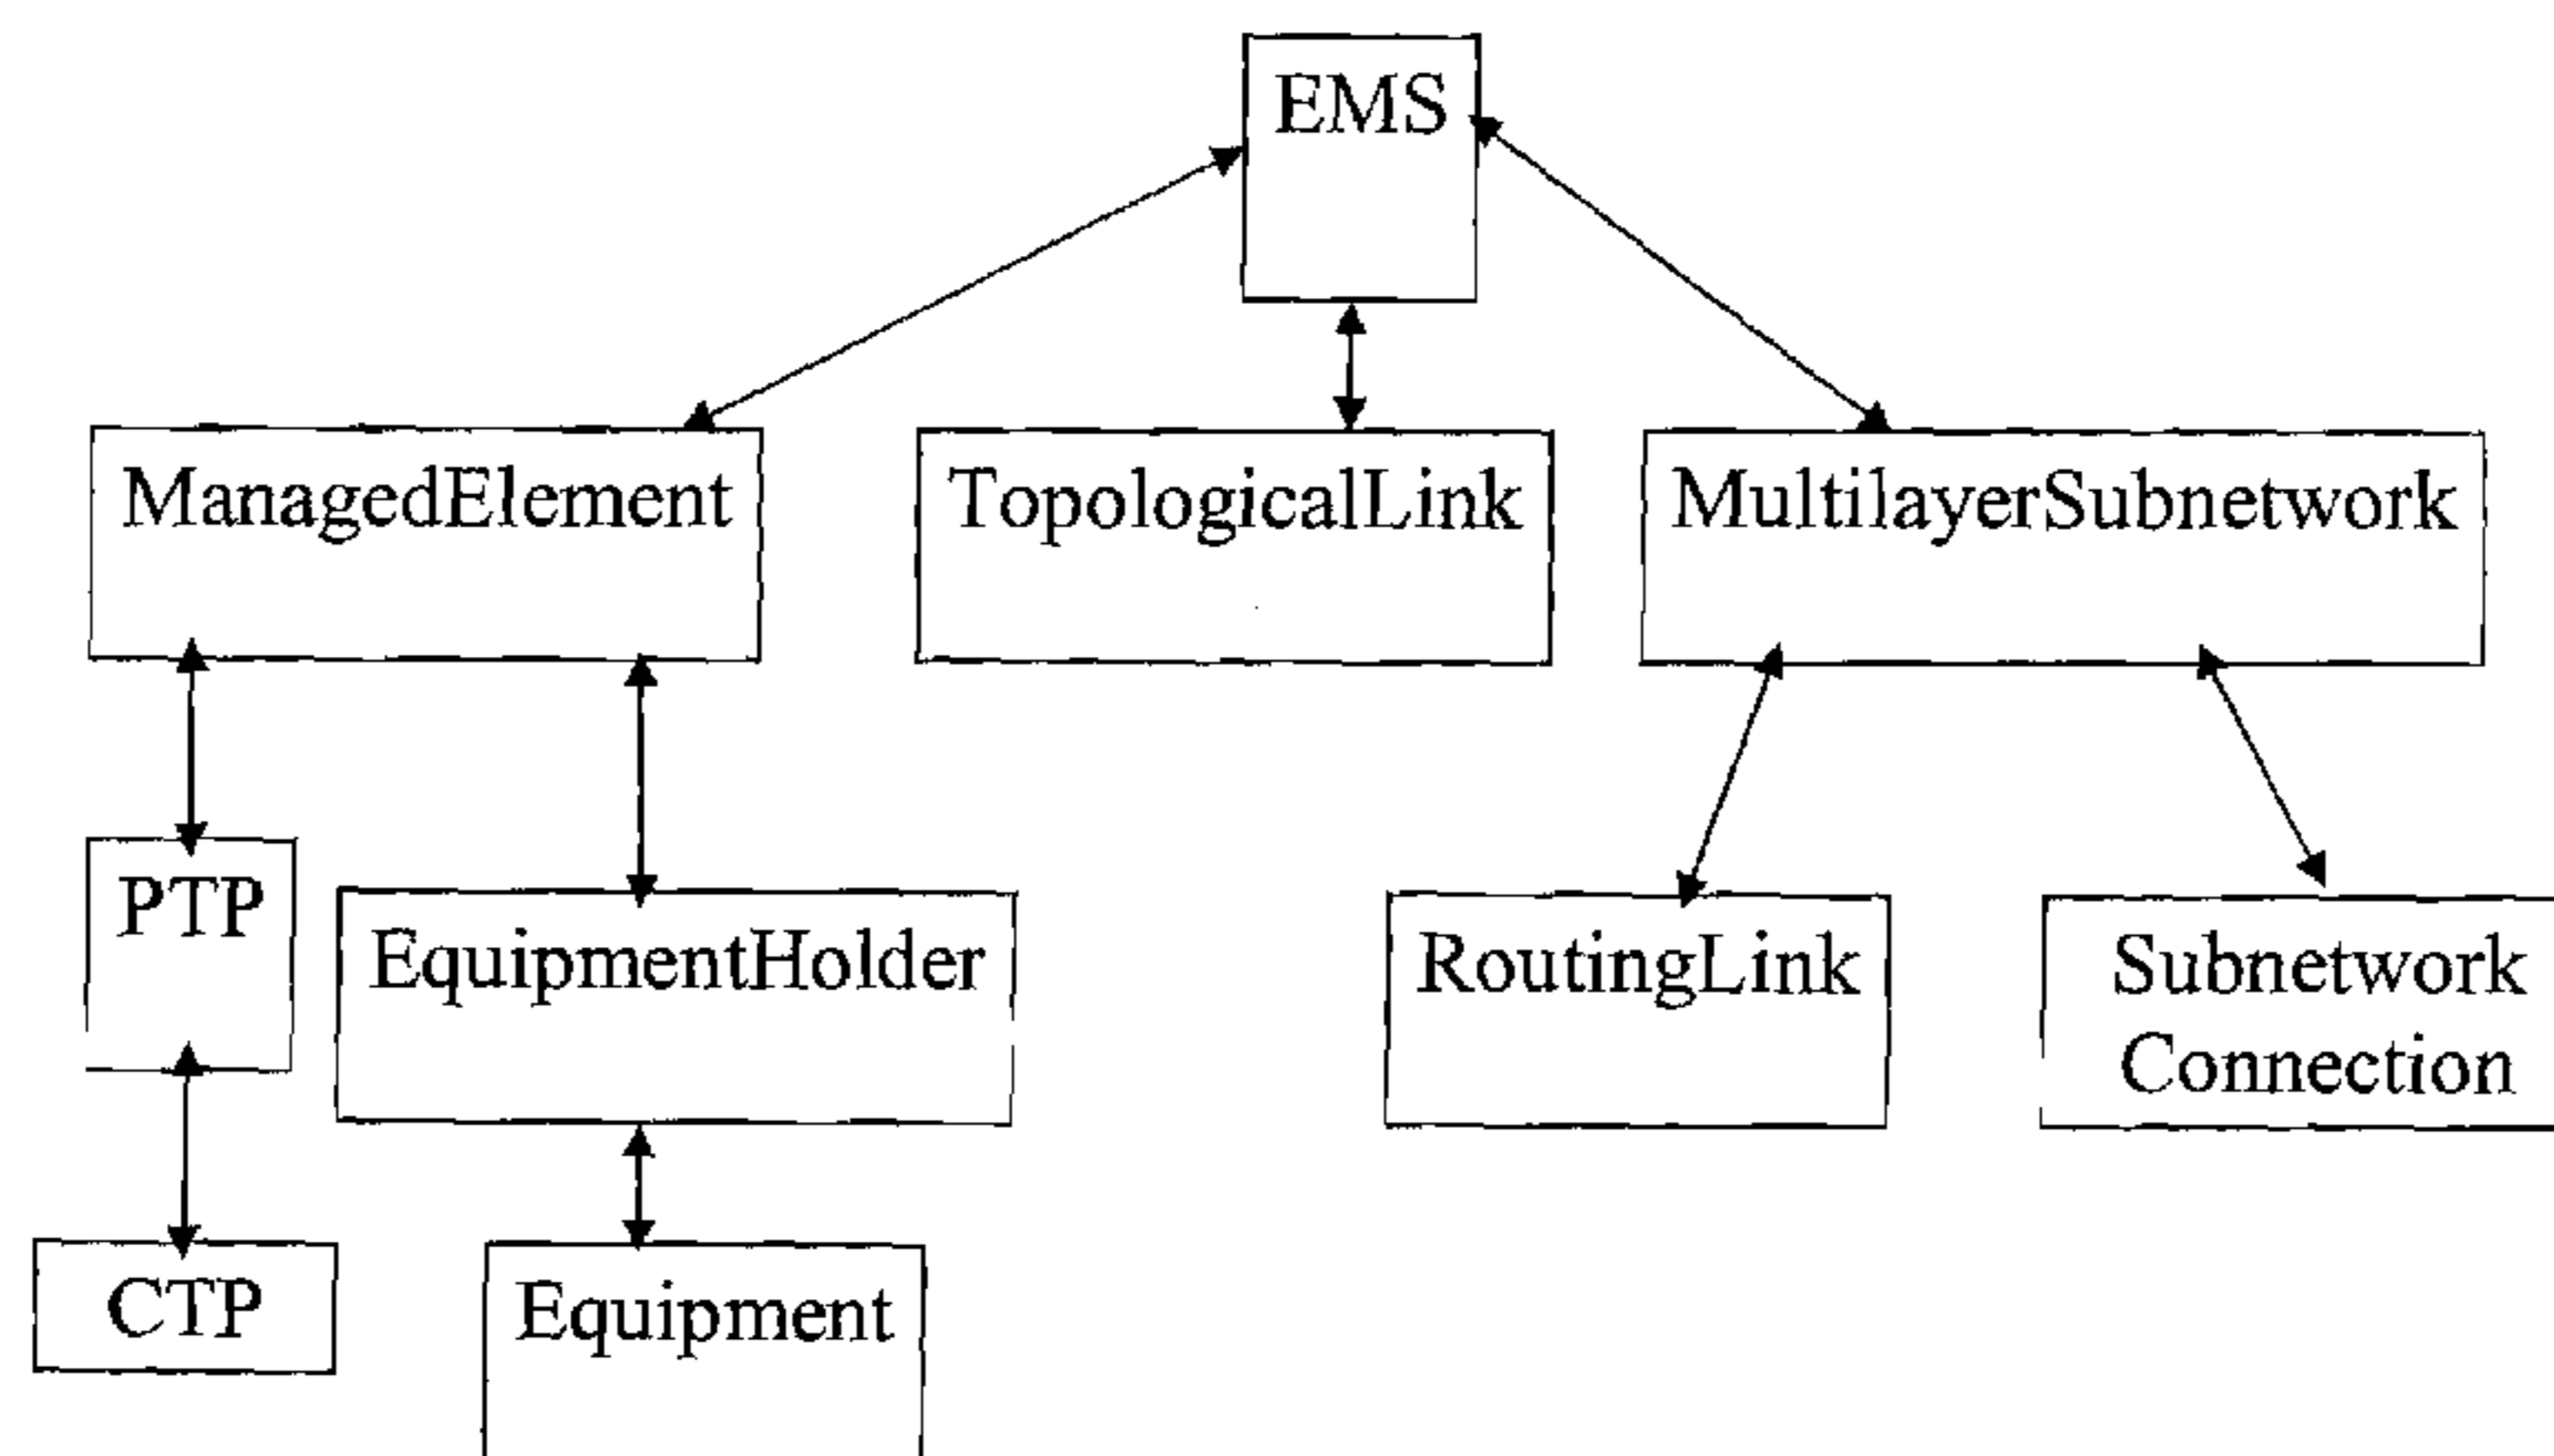 EMS
ManagedElement
TopologicalLink
MultilayerSubnetwork
PTP
EquipmentHolder
RoutingLink
Subnetwork
Connection
CTP
Equipment